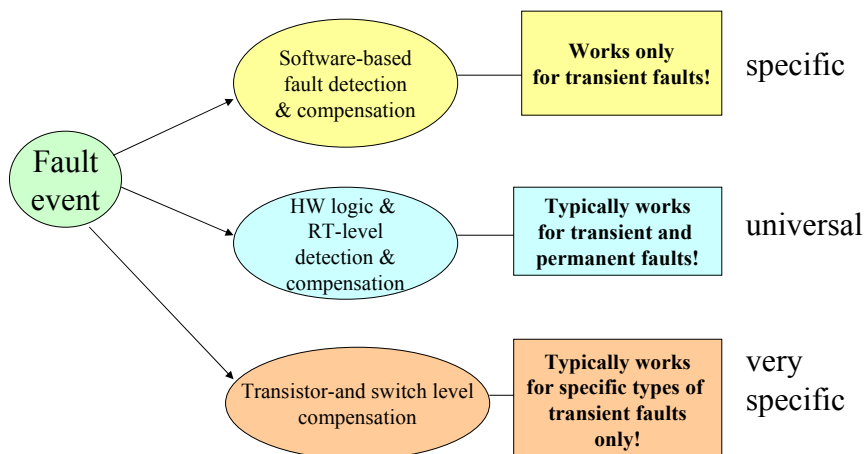 Fault
event
Software-based
fault detection
& compensation
Works only
for transient faults!
specific
HW logic &
RT-level
detection &
compensation
Typically works
for transient and
permanent faults!
universal
Transistor-and switch level
compensation
Typically works
for specific types of
transient faults
only!
very
specific